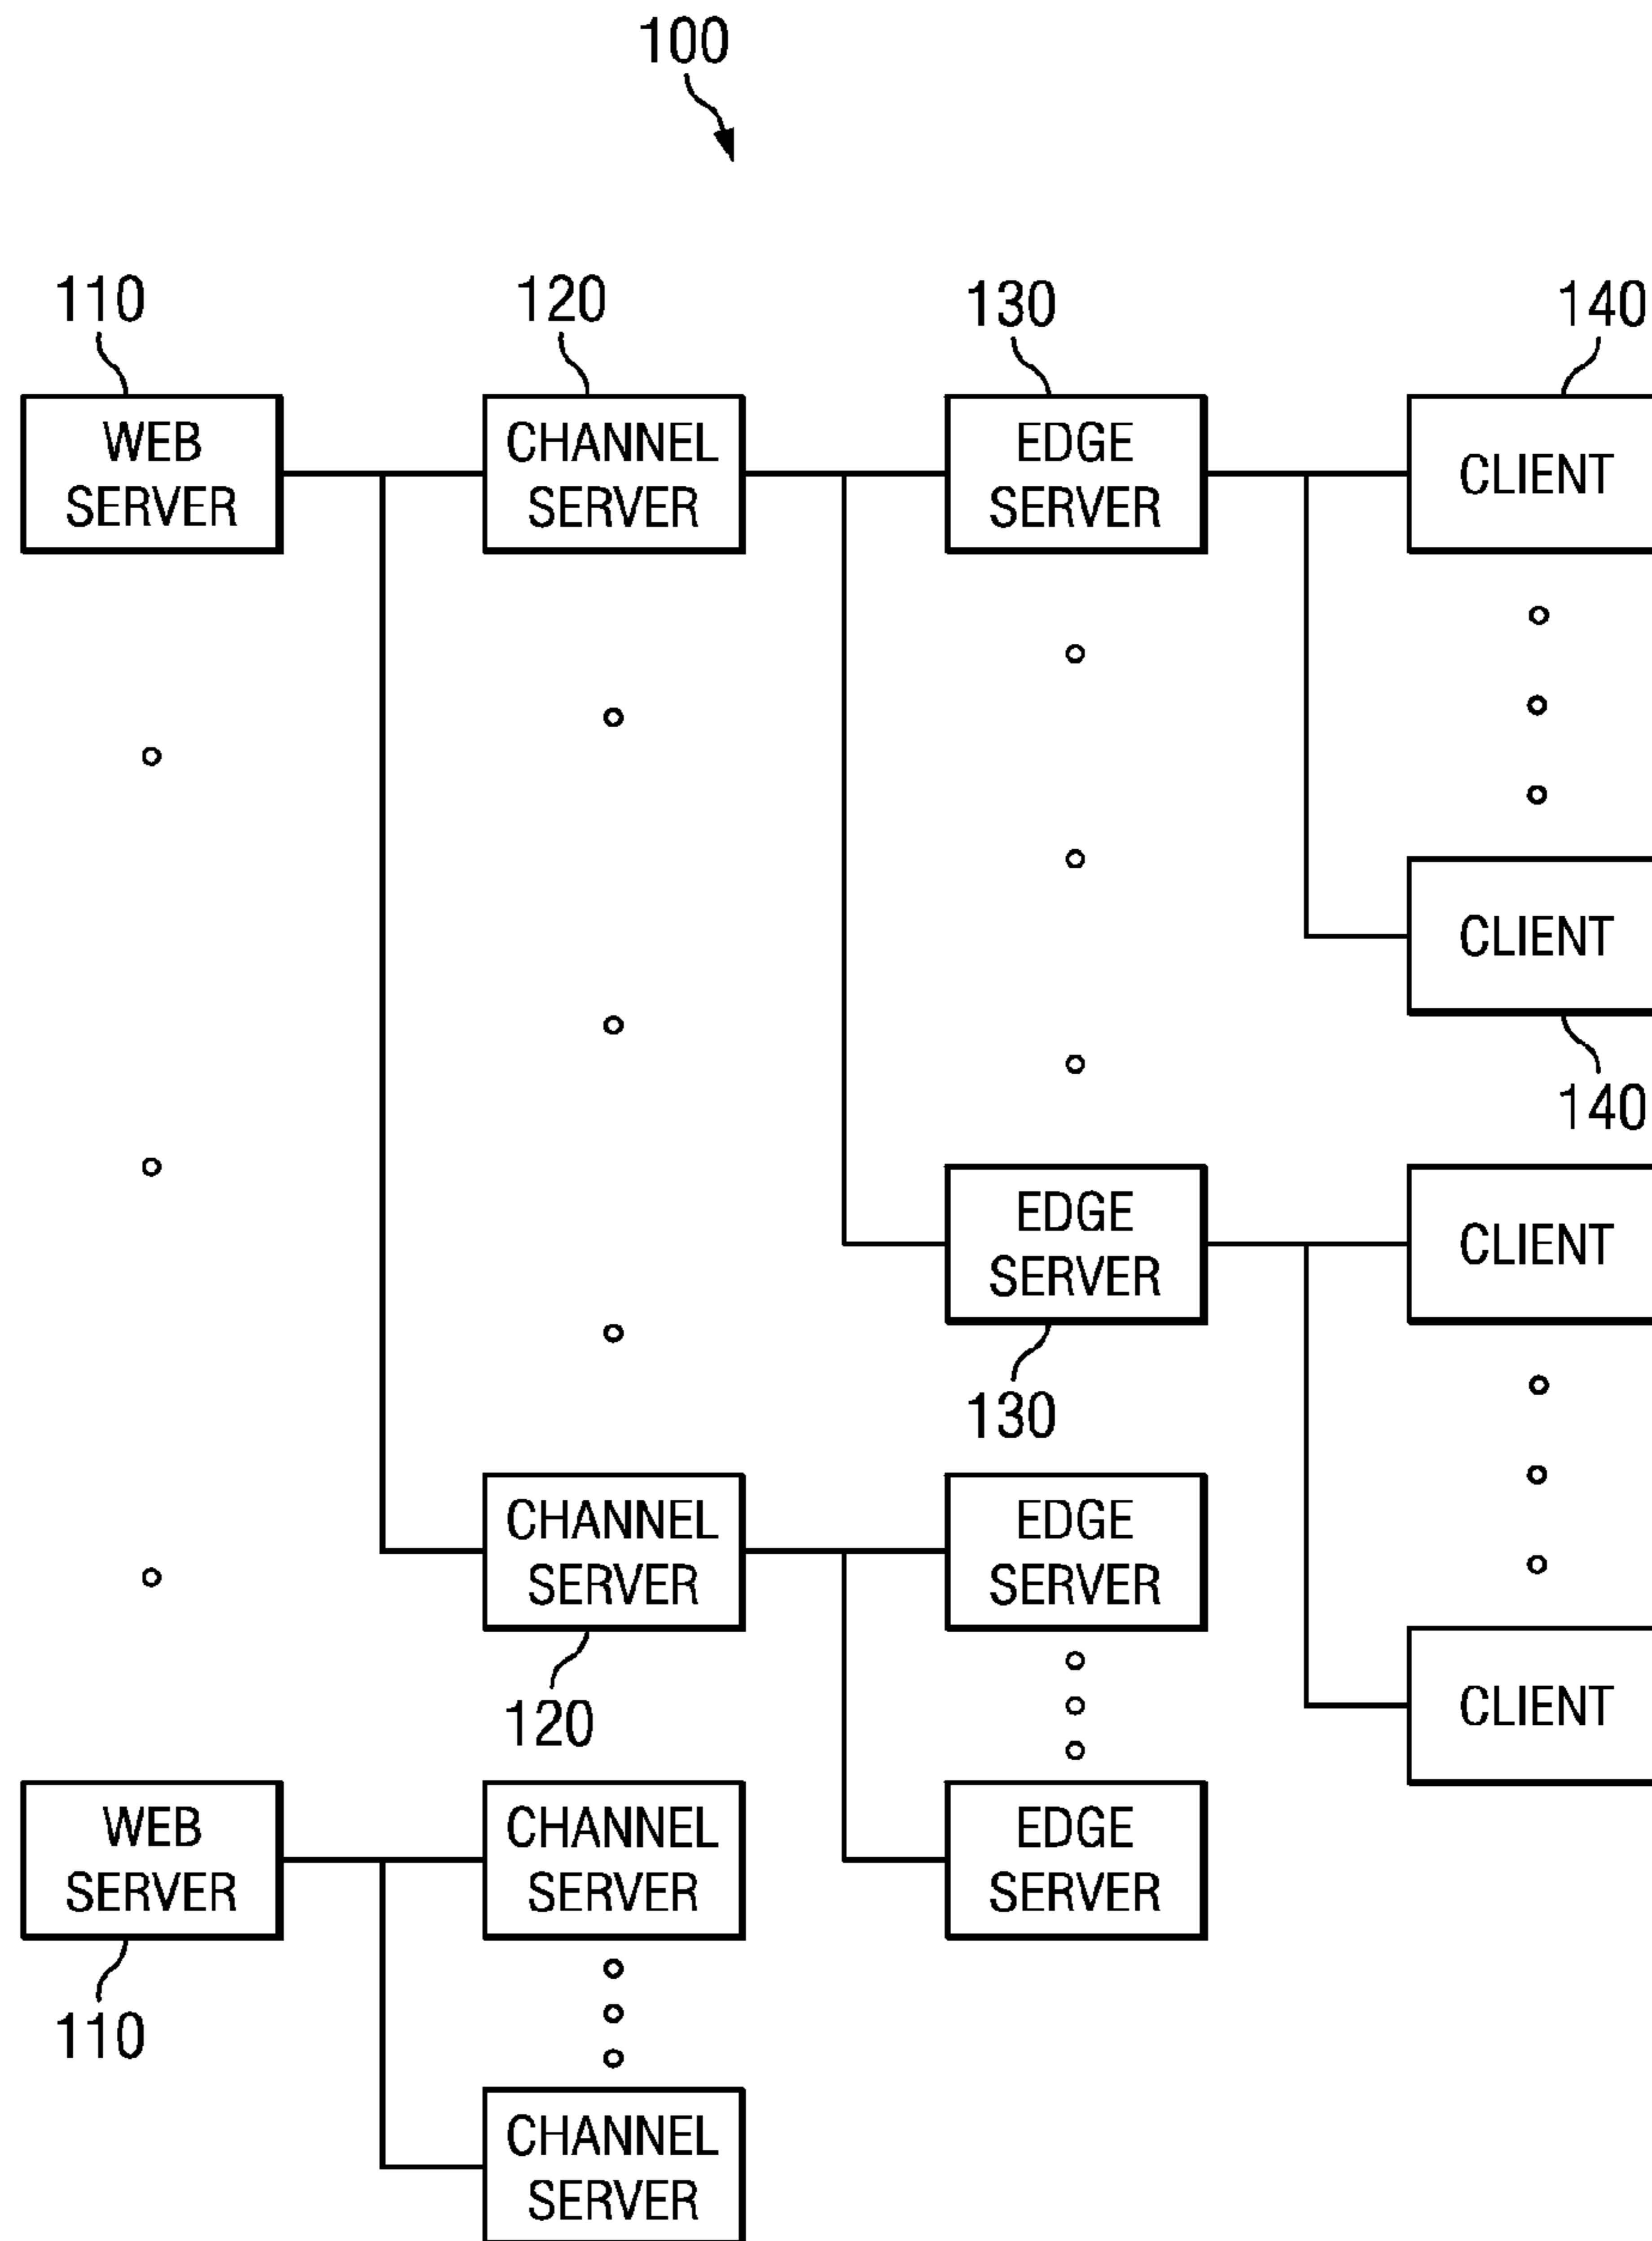 100
110
120
130
140
WEB
SERVER
CHANNEL
SERVER
EDGE
SERVER
CLIENT
CLIENT
140
EDGE
SERVER
CLIENT
130
CHANNEL
SERVER
EDGE
SERVER
120
CLIENT
WEB
SERVER
CHANNEL
SERVER
EDGE
SERVER
110
CHANNEL
SERVER